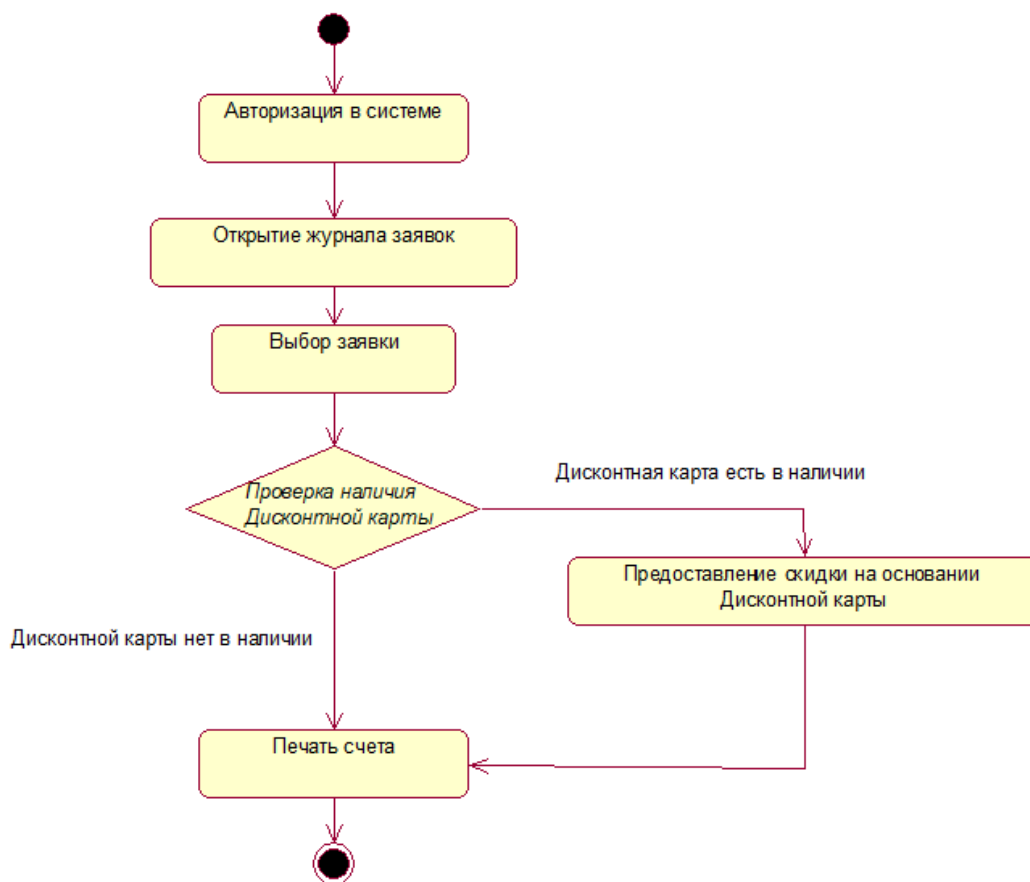 Авторизация в системе
Открытие журнала заявок
Выбор заявки
Проверка наличия
Дисконтной карты
Дисконтная карта есть в наличии
Предоставление скидки на основании
Дисконтной карты
Дисконтной карты нет в наличии
Печать счета